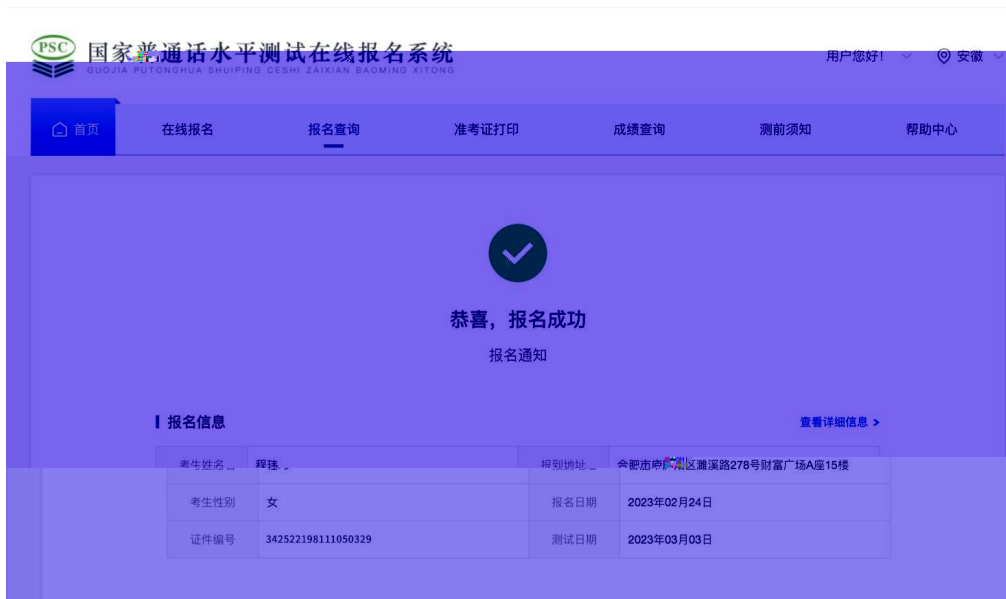 PSC 国家普通话水平测试在线报名系统
GUOJIA PUTONGHUA SHUIPING CESHI ZAIXIAN BAOMING XITONG
用户您好! 安徽
首页 在线报名 报名查询 准考证打印 成绩查询 测前须知 帮助中心
恭喜，报名成功
报名通知
报名信息 查看详细信息 >
考生姓名 程 报到地址 合肥市庐 区濉溪路278号财富广场A座15楼
考生性别 女 报名日期 2023年02月24日
证件编号 342522198111050329 测试日期 2023年03月03日